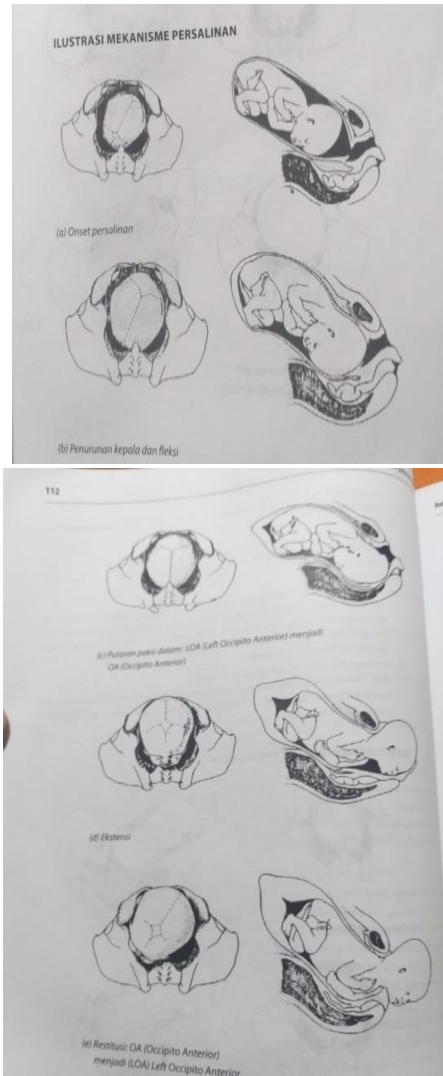 ILUSTRASI MEKANISME PERSALINAN
(a) Onset persalinan
(b) Penurunan kepala dan fleksi
112
(c) Putaran paksi dalam: LOA (Left Occipito Anterior) menjadi
OA (Occipito Anterior)
(d) Ekstensi
(e) Restitusi: OA (Occipito Anterior)
menjadi (LOA) Left Occipito Anterior